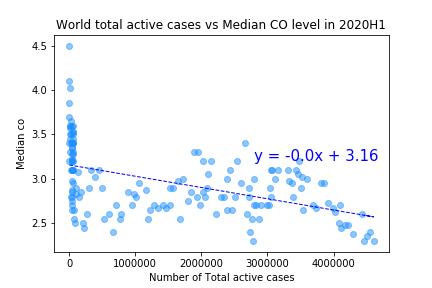 World total active cases vs Median CO level in 2020H1
4.5
4.0
3.5
3.0
2.5
Median co
y = -0.0x + 3.16
0
1000000
2000000
3000000
4000000
Number of Total active cases